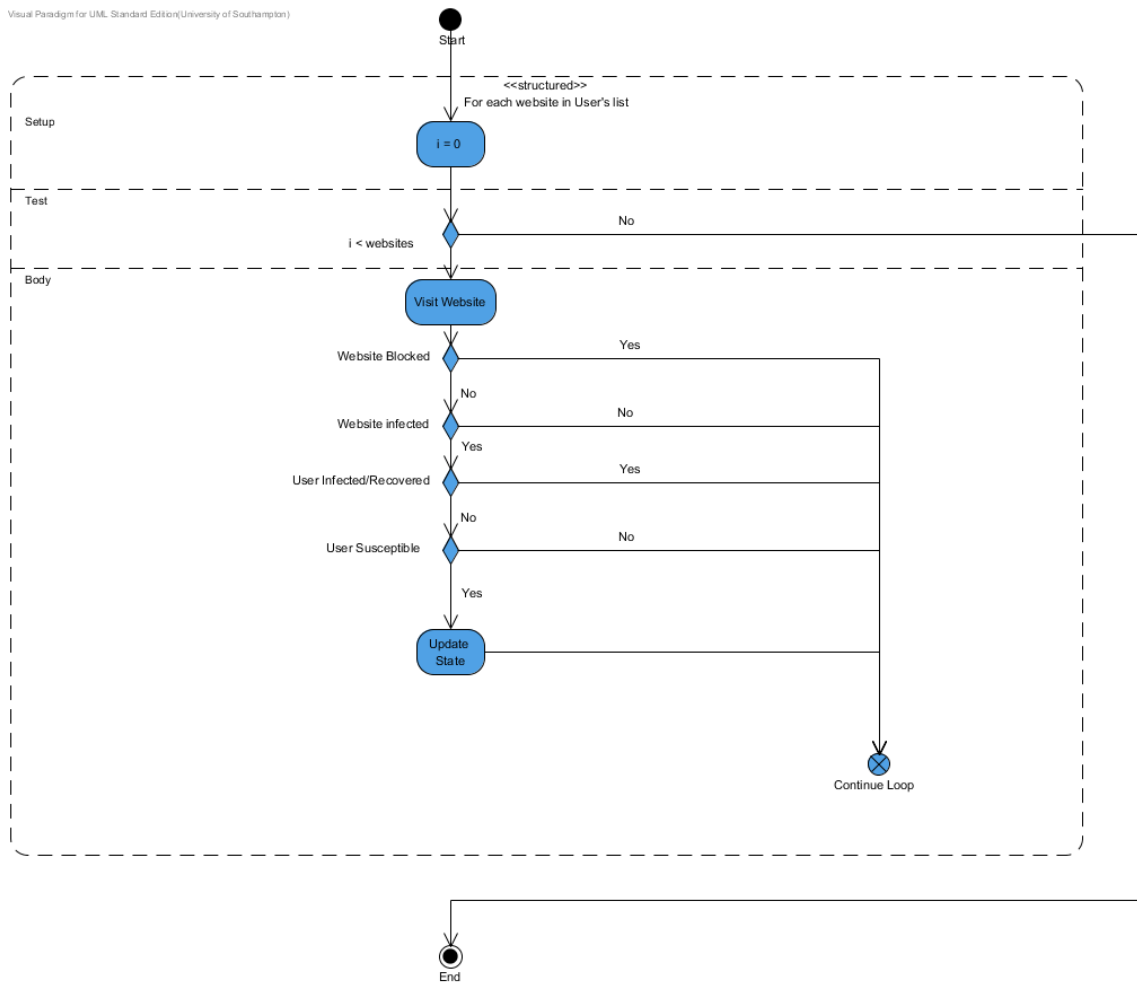 Visual Paradigm for UML Standard Edition(University of Southampton)
Start
<<structured>>
For each website in User's list
Setup
i = 0
Test
No
i < websites
Body
Visit Website
Yes
Website Blocked
No
No
Website infected
Yes
Yes
User Infected/Recovered
No
No
User Susceptible
Yes
Update
State
Continue Loop
End